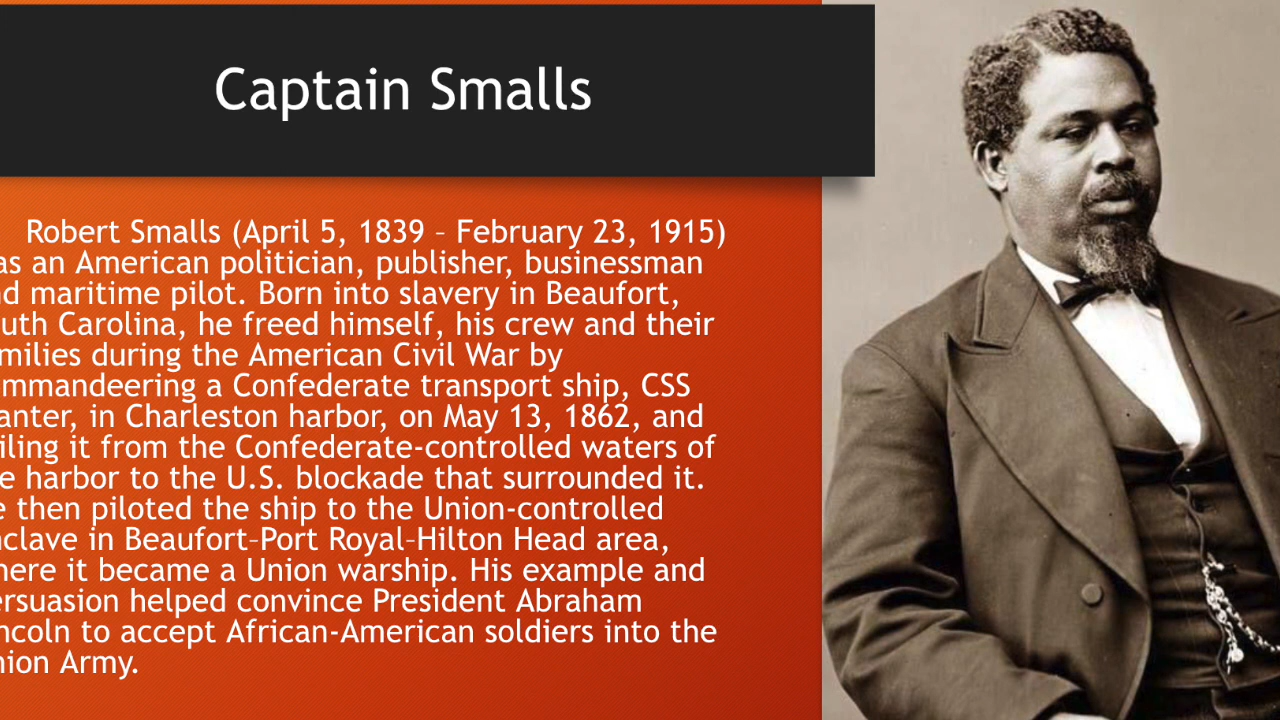 Captain Smalls
Robert Smalls (April 5, 1839 – February 23, 1915)
as an American politician, publisher, businessman
nd maritime pilot. Born into slavery in Beaufort,
uth Carolina, he freed himself, his crew and their
milies during the American Civil War by
mmandeering a Confederate transport ship, CSS
anter, in Charleston harbor, on May 13, 1862, and
iling it from the Confederate-controlled waters of
e harbor to the U.S. blockade that surrounded it.
e then piloted the ship to the Union-controlled
nclave in Beaufort–Port Royal–Hilton Head area,
here it became a Union warship. His example and
ersuasion helped convince President Abraham
ncoln to accept African-American soldiers into the
nion Army.